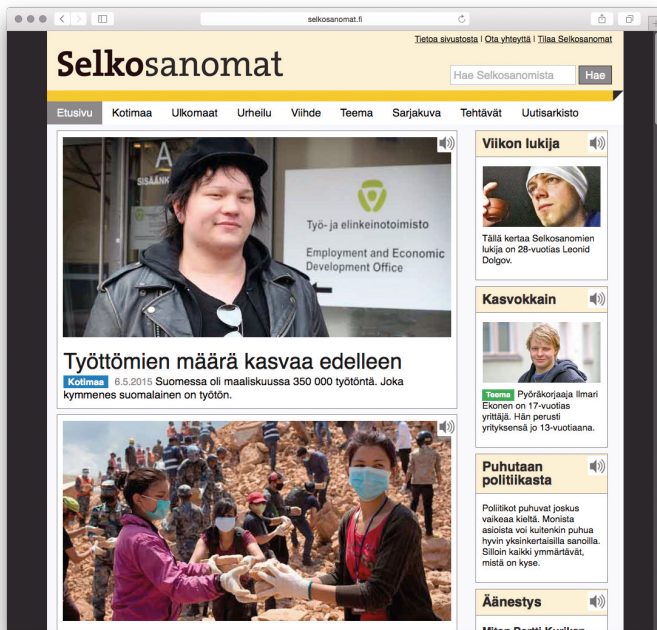 selkosanomat.fi
Tietoa sivustosta | Ota yhteyttä | Tilaa Selkosanomat
Selkosanomat
Hae Selkosanomista
Hae
Etusivu Kotimaa Ulkomaat Urheilu Viihde Teema Sarjakuva Tehtävät Uutisarkisto
A
SISÄÄNK
Työ- ja elinkeinotoimisto
Employment and Economic
Development Office
Työttömien määrä kasvaa edelleen
Kotimaa 6.5.2015 Suomessa oli maaliskuussa 350 000 työtöntä. Joka
kymmenes suomalainen on työtön.
Viikon lukija
Tällä kertaa Selkosanomien
lukija on 28-vuotias Leonid
Dolgov.
Kasvokkain
Teema Pyöräkorjaaja Ilmari
Ekonen on 17-vuotias
yrittäjä. Hän perusti
yrityksensä jo 13-vuotiaana.
Puhutaan
politiikasta
Poliitikot puhuvat joskus
vaikeaa kieltä. Monista
asioista voi kuitenkin puhua
hyvin yksinkertaisilla sanoilla.
Silloin kaikki ymmärtävät,
mistä on kyse.
Äänestys